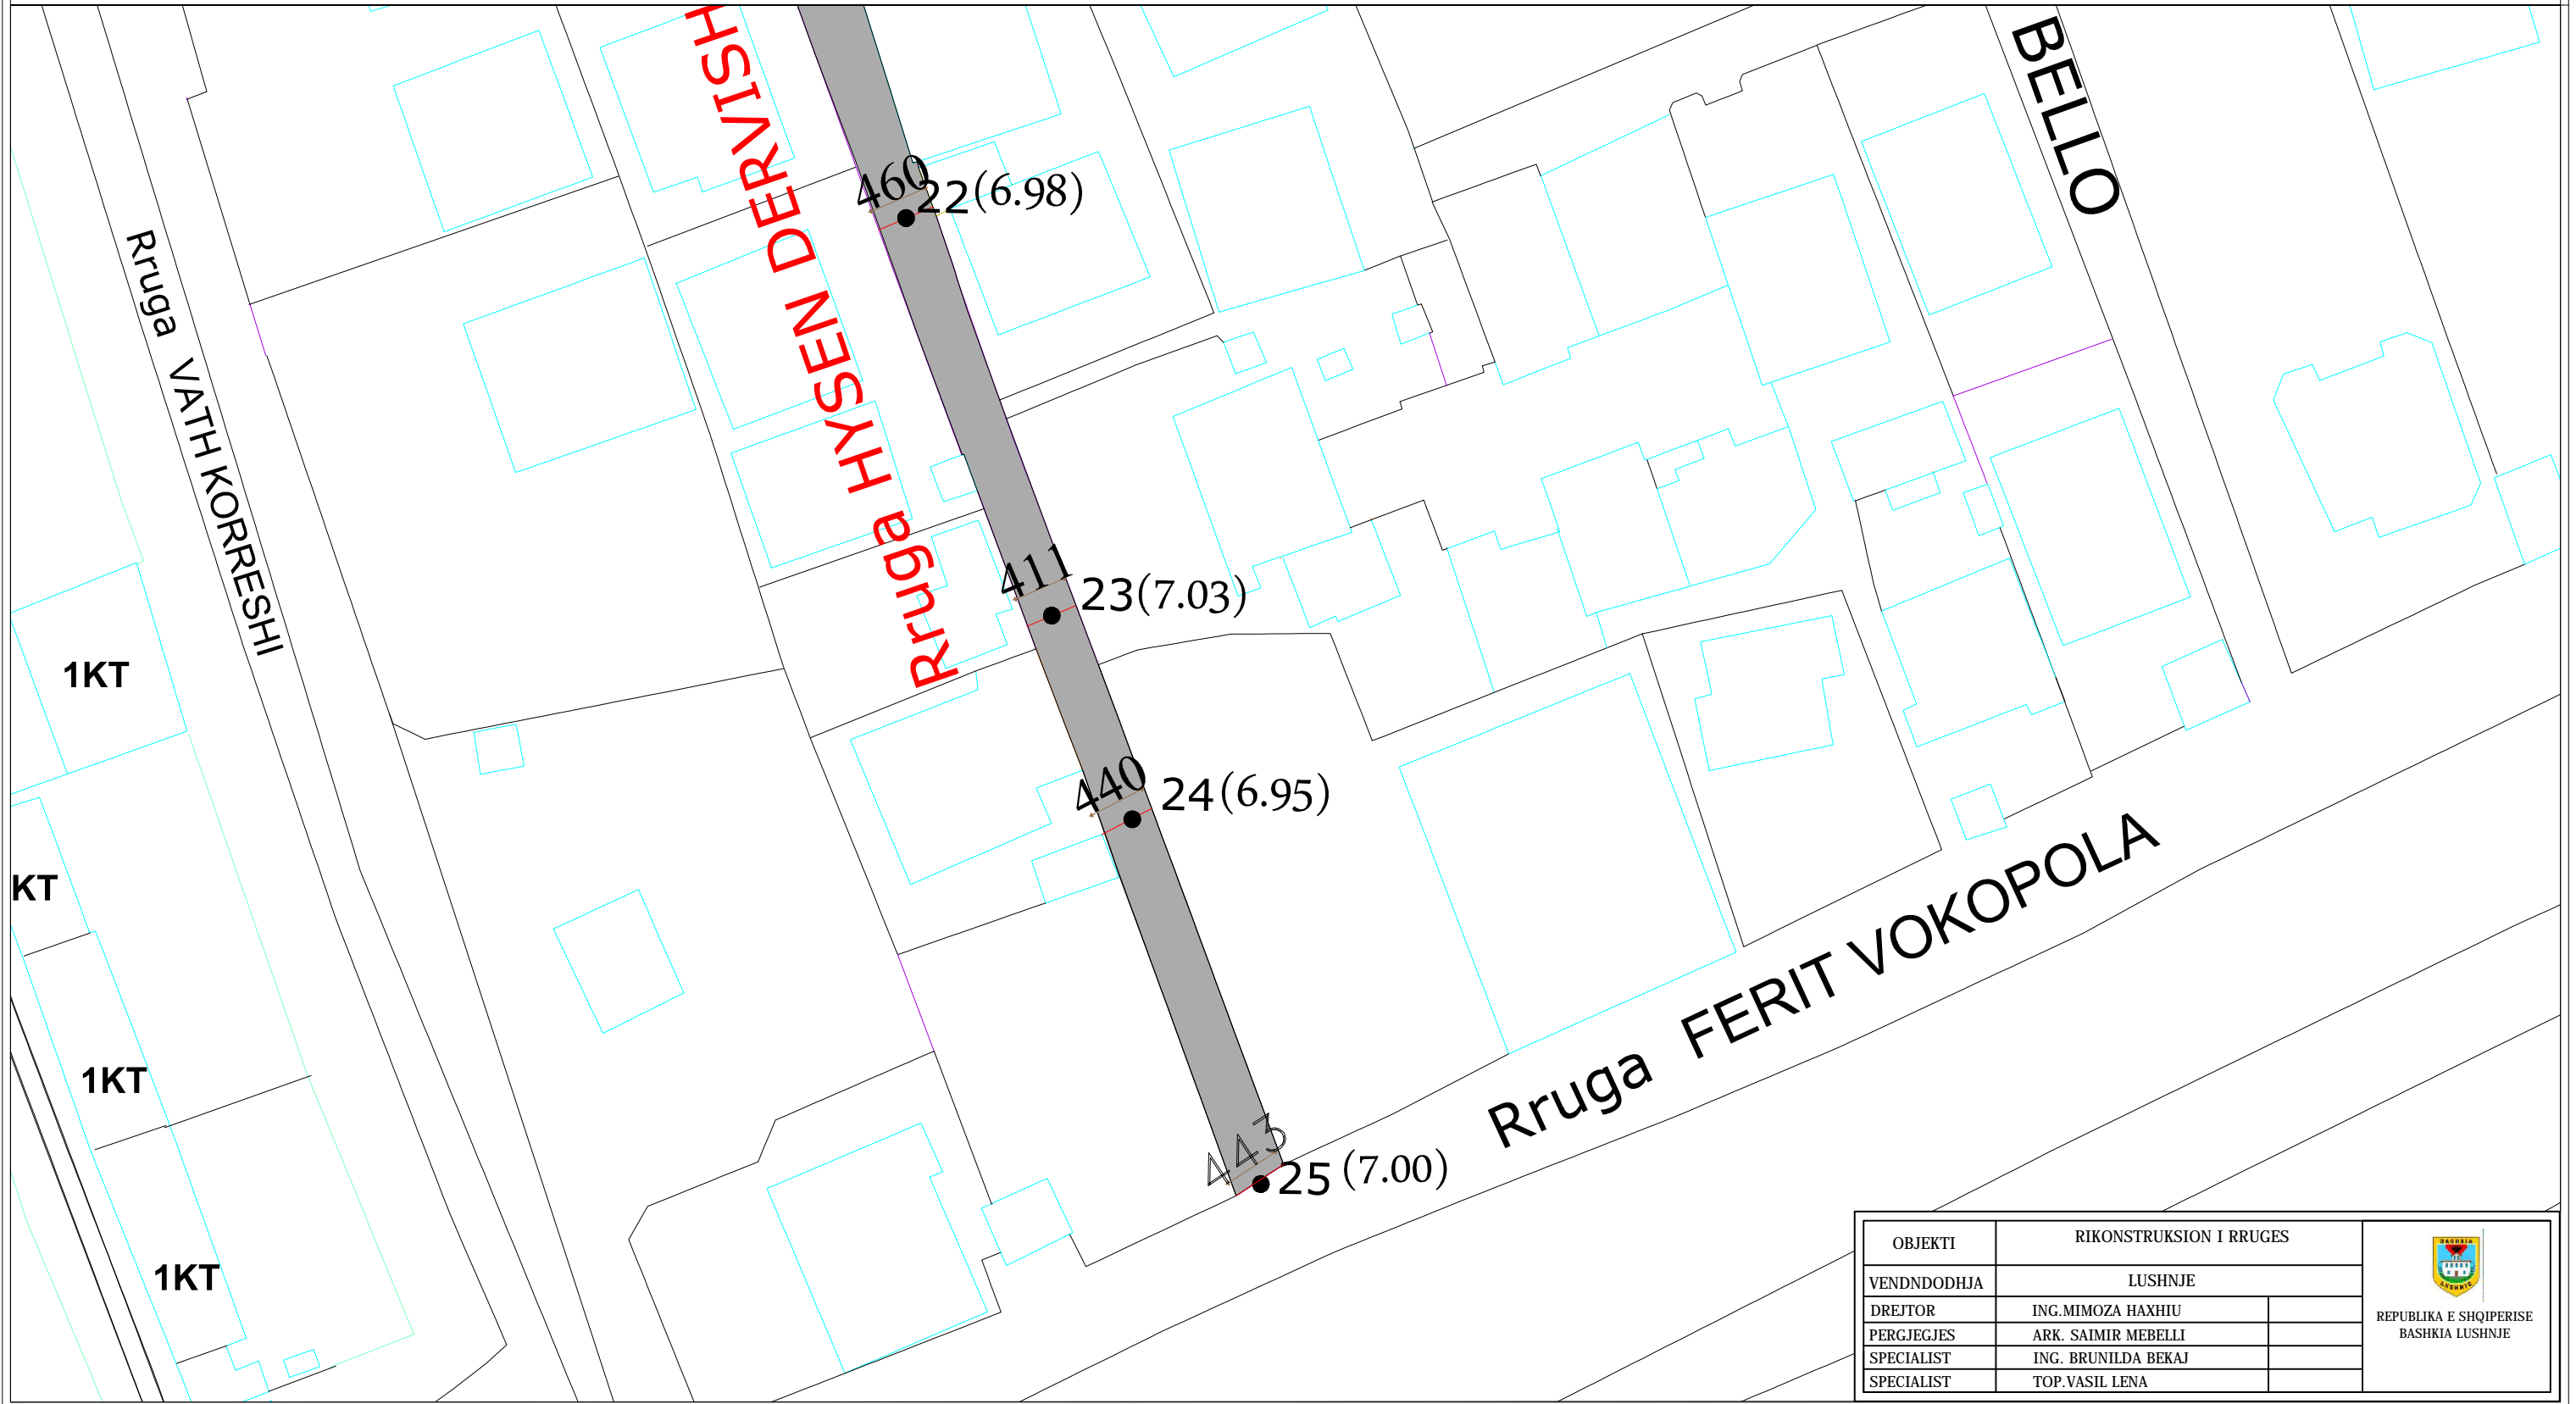 Rruga HYSEN DERVISH
BELLO
460
22(6.98)
Rruga VATH KORRESHI
411
23(7.03)
1KT
440
24(6.95)
KT
Rruga FERIT VOKOPOLA
1KT
443
25(7.00)
1KT
OBJEKTI RIKONSTRUKSION I RRUGES
VENDNDODHJA LUSHNJE
DREJTOR ING.MIMOZA HAXHIU
PERGJEGJES ARK. SAIMIR MEBELLI
SPECIALIST ING. BRUNILDA BEKAJ
SPECIALIST TOP.VASIL LENA
BASHKIA
LUSHNJE
REPUBLIKA E SHQIPERISE
BASHKIA LUSHNJE